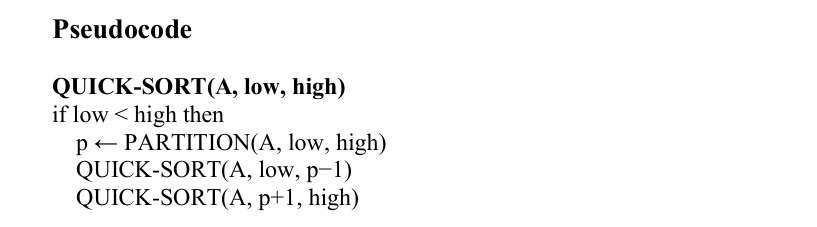 Pseudocode
QUICK-SORT(A, low, high)
if low < high then
p ← PARTITION(A, low, high)
QUICK-SORT(A, low, p−1)
QUICK-SORT(A, p+1, high)